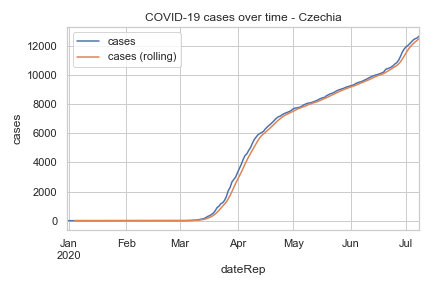 COVID-19 cases over time - Czechia
cases
cases (rolling)
12000
10000
8000
6000
4000
2000
0
cases
Jan
2020
Feb
Mar
Apr
May
Jun
Jul
dateRep